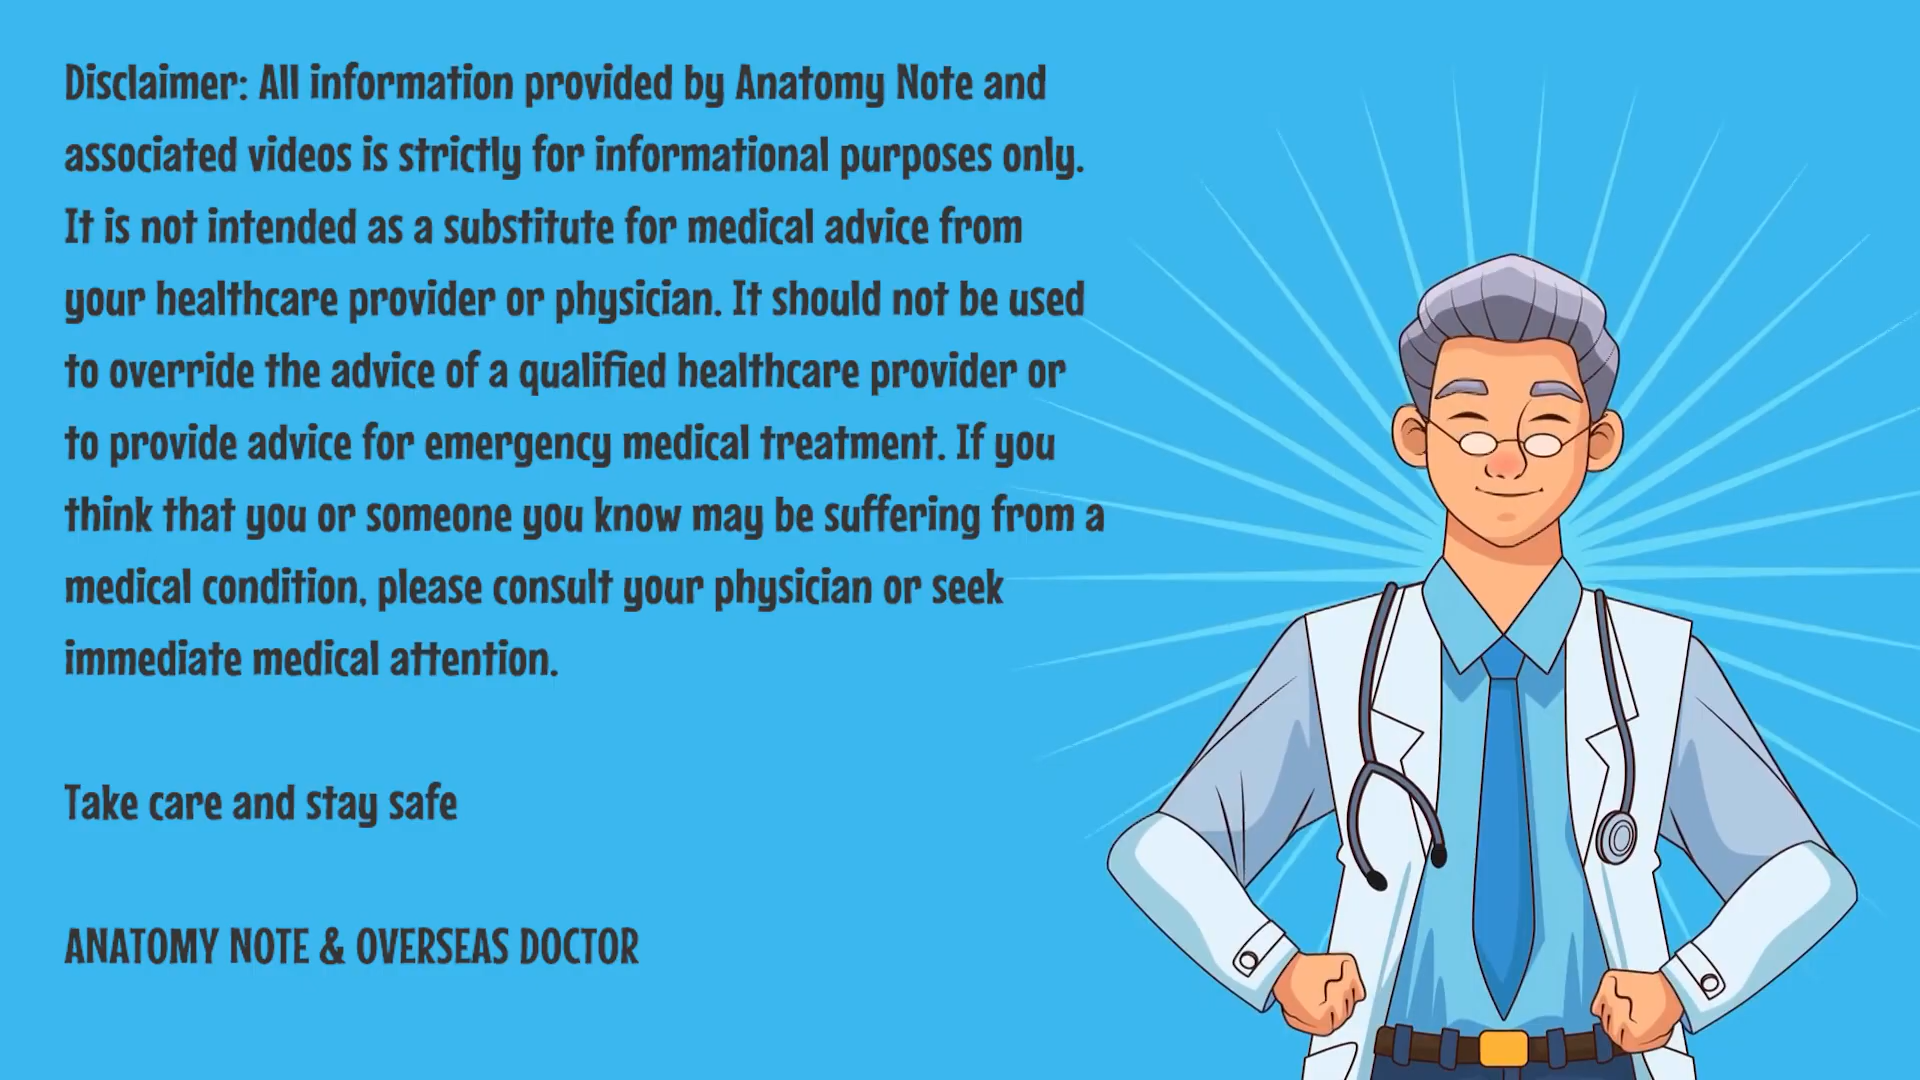 Disclaimer: All information provided by Anatomy Note and
associated videos is strictly for informational purposes only.
It is not intended as a substitute for medical advice from
your healthcare provider or physician. It should not be used
to override the advice of a qualified healthcare provider or
to provide advice for emergency medical treatment. If you
think that you or someone you know may be suffering from a
medical condition, please consult your physician or seek
immediate medical attention.
Take care and stay safe
ANATOMY NOTE & OVERSEAS DOCTOR